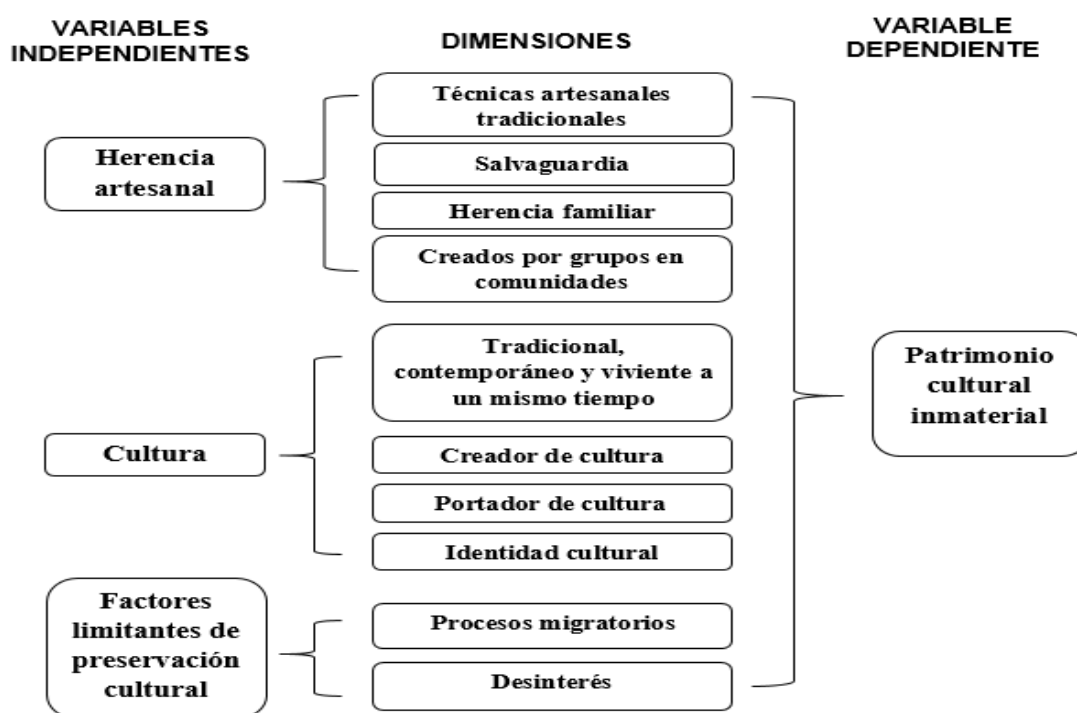 VARIABLES
INDEPENDIENTES
DIMENSIONES
VARIABLE
DEPENDIENTE
Herencia
artesanal
Técnicas artesanales
tradicionales
Salvaguardia
Herencia familiar
Creados por grupos en
comunidades
Cultura
Tradicional,
contemporáneo y viviente a
un mismo tiempo
Creador de cultura
Portador de cultura
Identidad cultural
Factores
limitantes de
preservación
cultural
Procesos migratorios
Desinterés
Patrimonio
cultural
inmaterial